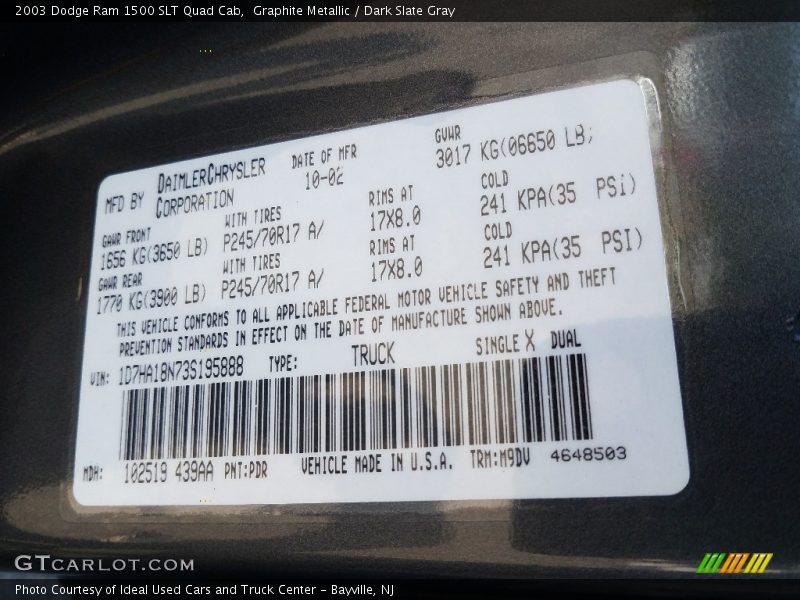 2003 Dodge Ram 1500 SLT Quad Cab,  Graphite Metallic / Dark Slate Gray
MFD BY DAIMLERCHRYSLER CORPORATION
DATE OF MFR 10-02
GVWR 3017 KG(06650 LB)
GAWR FRONT 1656 KG(3650 LB)
WITH TIRES P245/70R17 A/
RIMS AT 17X8.0
COLD 241 KPA(35 PSI)
GAWR REAR 1770 KG(3900 LB)
WITH TIRES P245/70R17 A/
RIMS AT 17X8.0
COLD 241 KPA(35 PSI)
THIS VEHICLE CONFORMS TO ALL APPLICABLE FEDERAL MOTOR VEHICLE SAFETY AND THEFT
PREVENTION STANDARDS IN EFFECT ON THE DATE OF MANUFACTURE SHOWN ABOVE.
VIN: 1D7HA18N73S195888 TYPE: TRUCK SINGLE X DUAL
MDH: 102519 439AA PNT:PDR VEHICLE MADE IN U.S.A. TRM:M9DV 4648503
GTCARLOT.COM
Photo Courtesy of Ideal Used Cars and Truck Center - Bayville, NJ